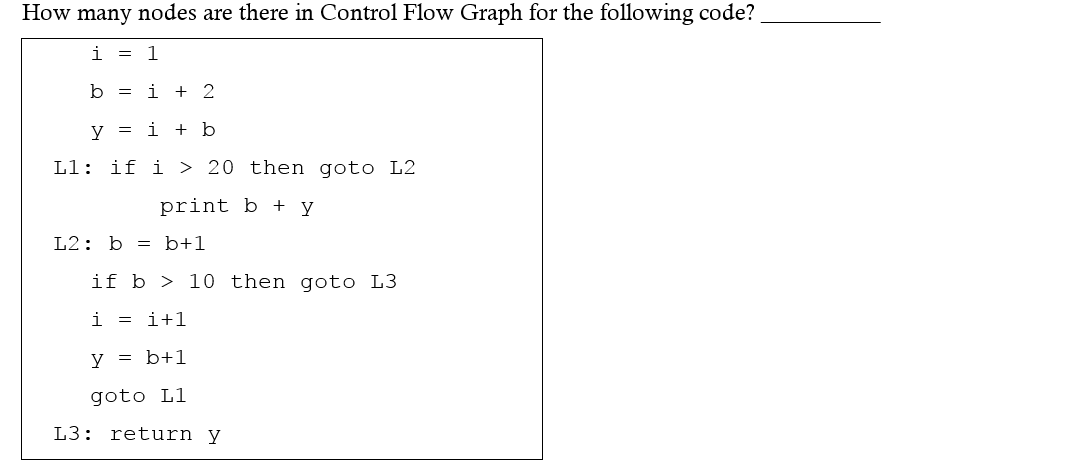 How many nodes are there in Control Flow Graph for the following code? __________
i = 1
b = i + 2
y = i + b
L1: if i > 20 then goto L2
print b + y
L2: b = b+1
if b > 10 then goto L3
i = i+1
y = b+1
goto L1
L3: return y